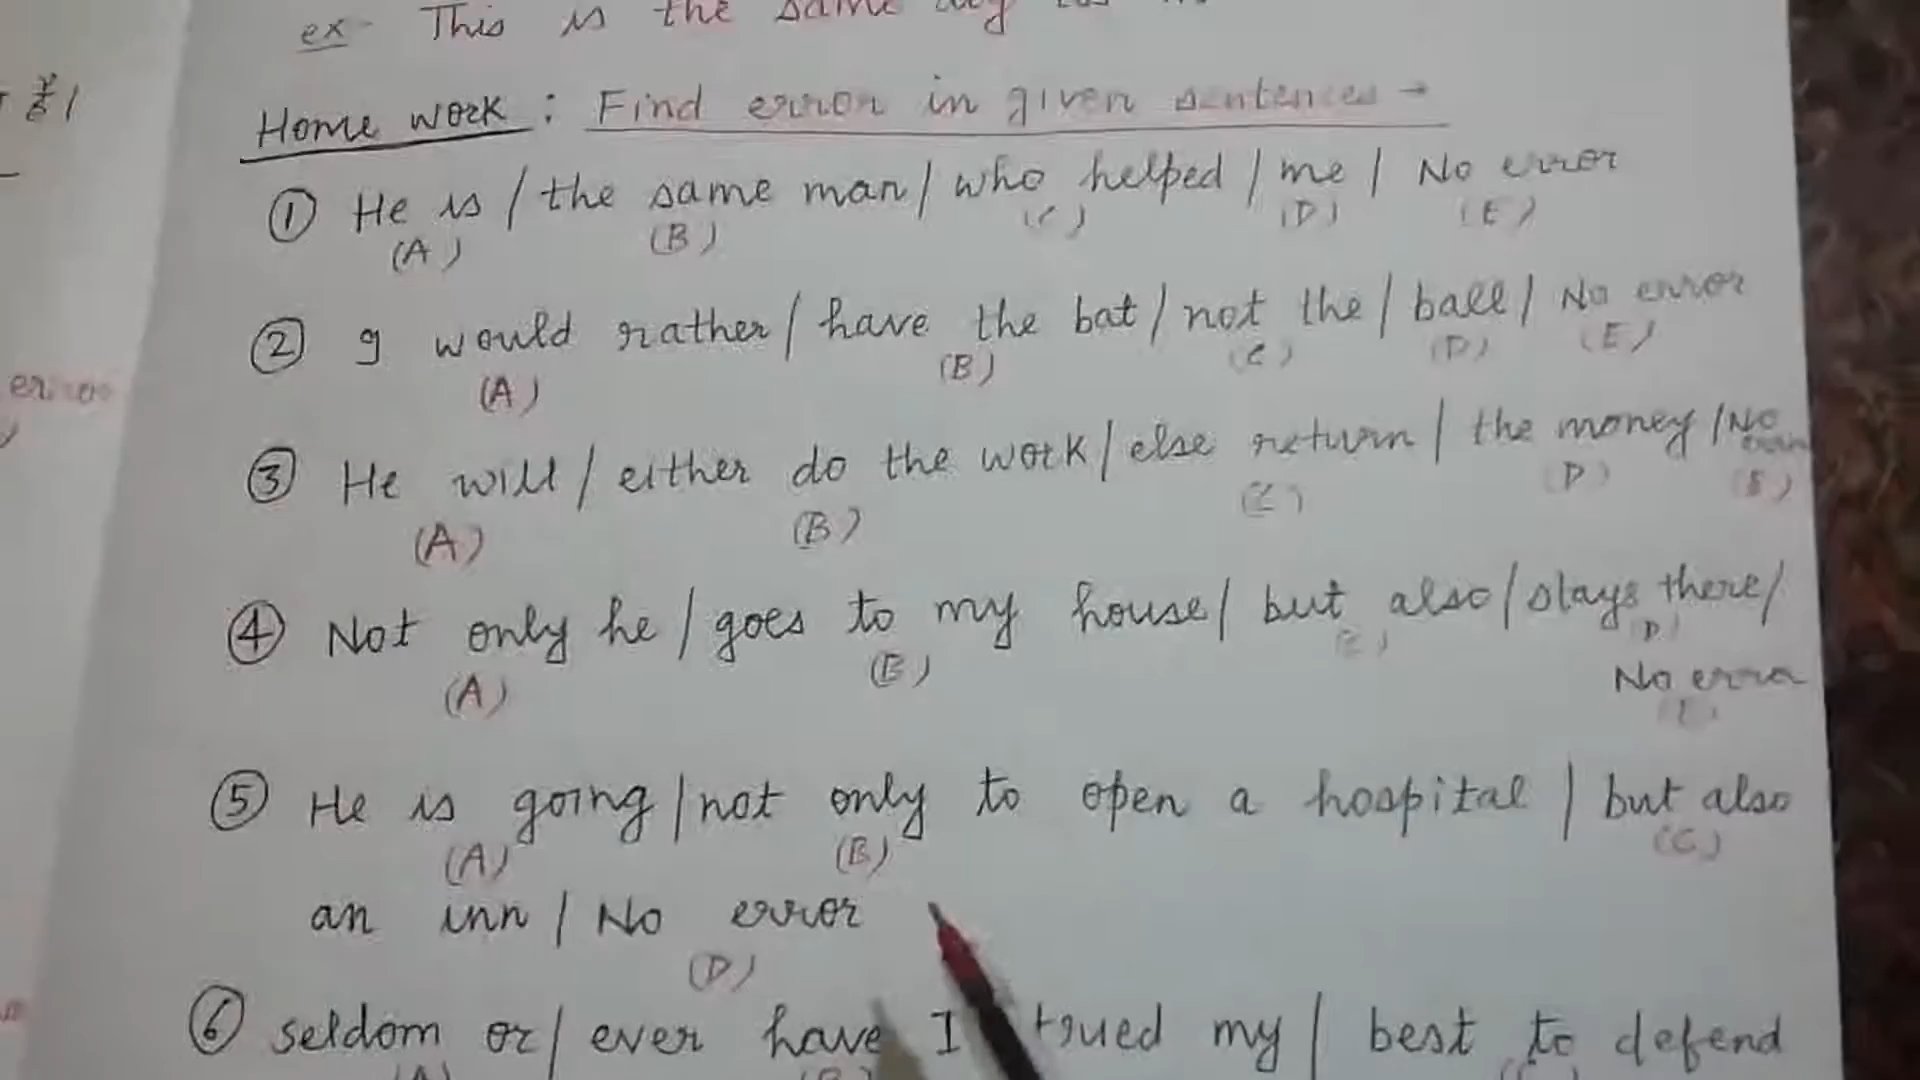 ex- This is the same
Home work : Find error in given sentences -
① He is / the same man / who helped / me / No error
(A) (B) (C) (D) (E)
② I would rather / have the bat / not the / ball / No error
(A) (B) (C) (D) (E)
③ He will / either do the work / else return / the money / No error
(A) (B) (C) (D) (E)
④ Not only he / goes to my house / but also / stays there /
(A) (B) (C) (D)
No error
(E)
⑤ He is going / not only to open a hospital / but also
(A) (B) (C)
an inn / No error
(D)
⑥ seldom or / ever have I trued my / best to defend
(A) (B) (C)
error